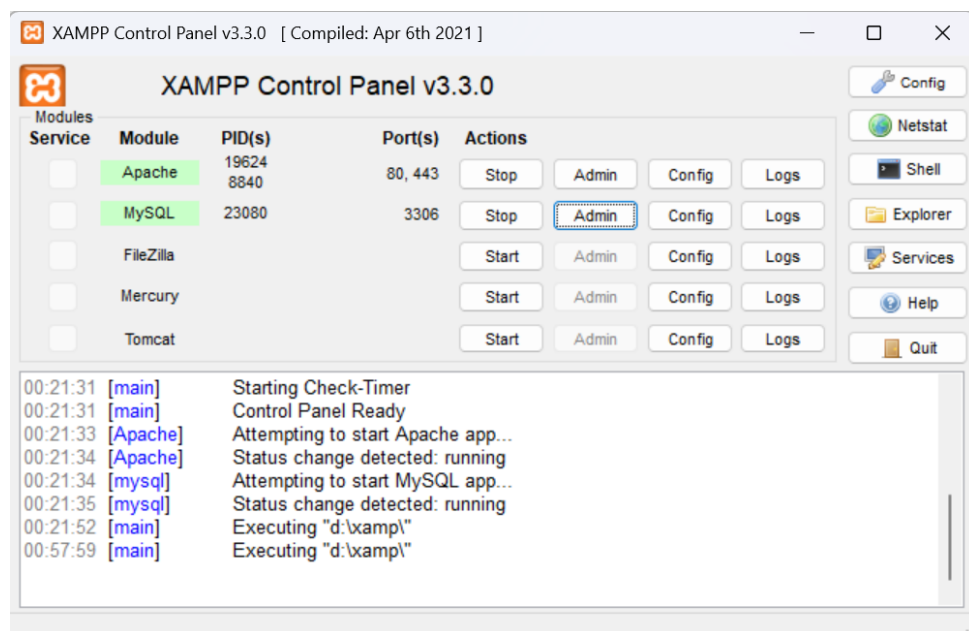 XAMPP Control Panel v3.3.0 [ Compiled: Apr 6th 2021 ]
XAMPP Control Panel v3.3.0
Config
Modules
Service Module PID(s) Port(s) Actions
Netstat
Apache 19624 8840 80, 443 Stop Admin Config Logs
Shell
MySQL 23080 3306 Stop Admin Config Logs
Explorer
FileZilla Start Admin Config Logs
Services
Mercury Start Admin Config Logs
Help
Tomcat Start Admin Config Logs
Quit
00:21:31 [main] Starting Check-Timer
00:21:31 [main] Control Panel Ready
00:21:33 [Apache] Attempting to start Apache app...
00:21:34 [Apache] Status change detected: running
00:21:34 [mysql] Attempting to start MySQL app...
00:21:35 [mysql] Status change detected: running
00:21:52 [main] Executing "d:\xamp\"
00:57:59 [main] Executing "d:\xamp\"